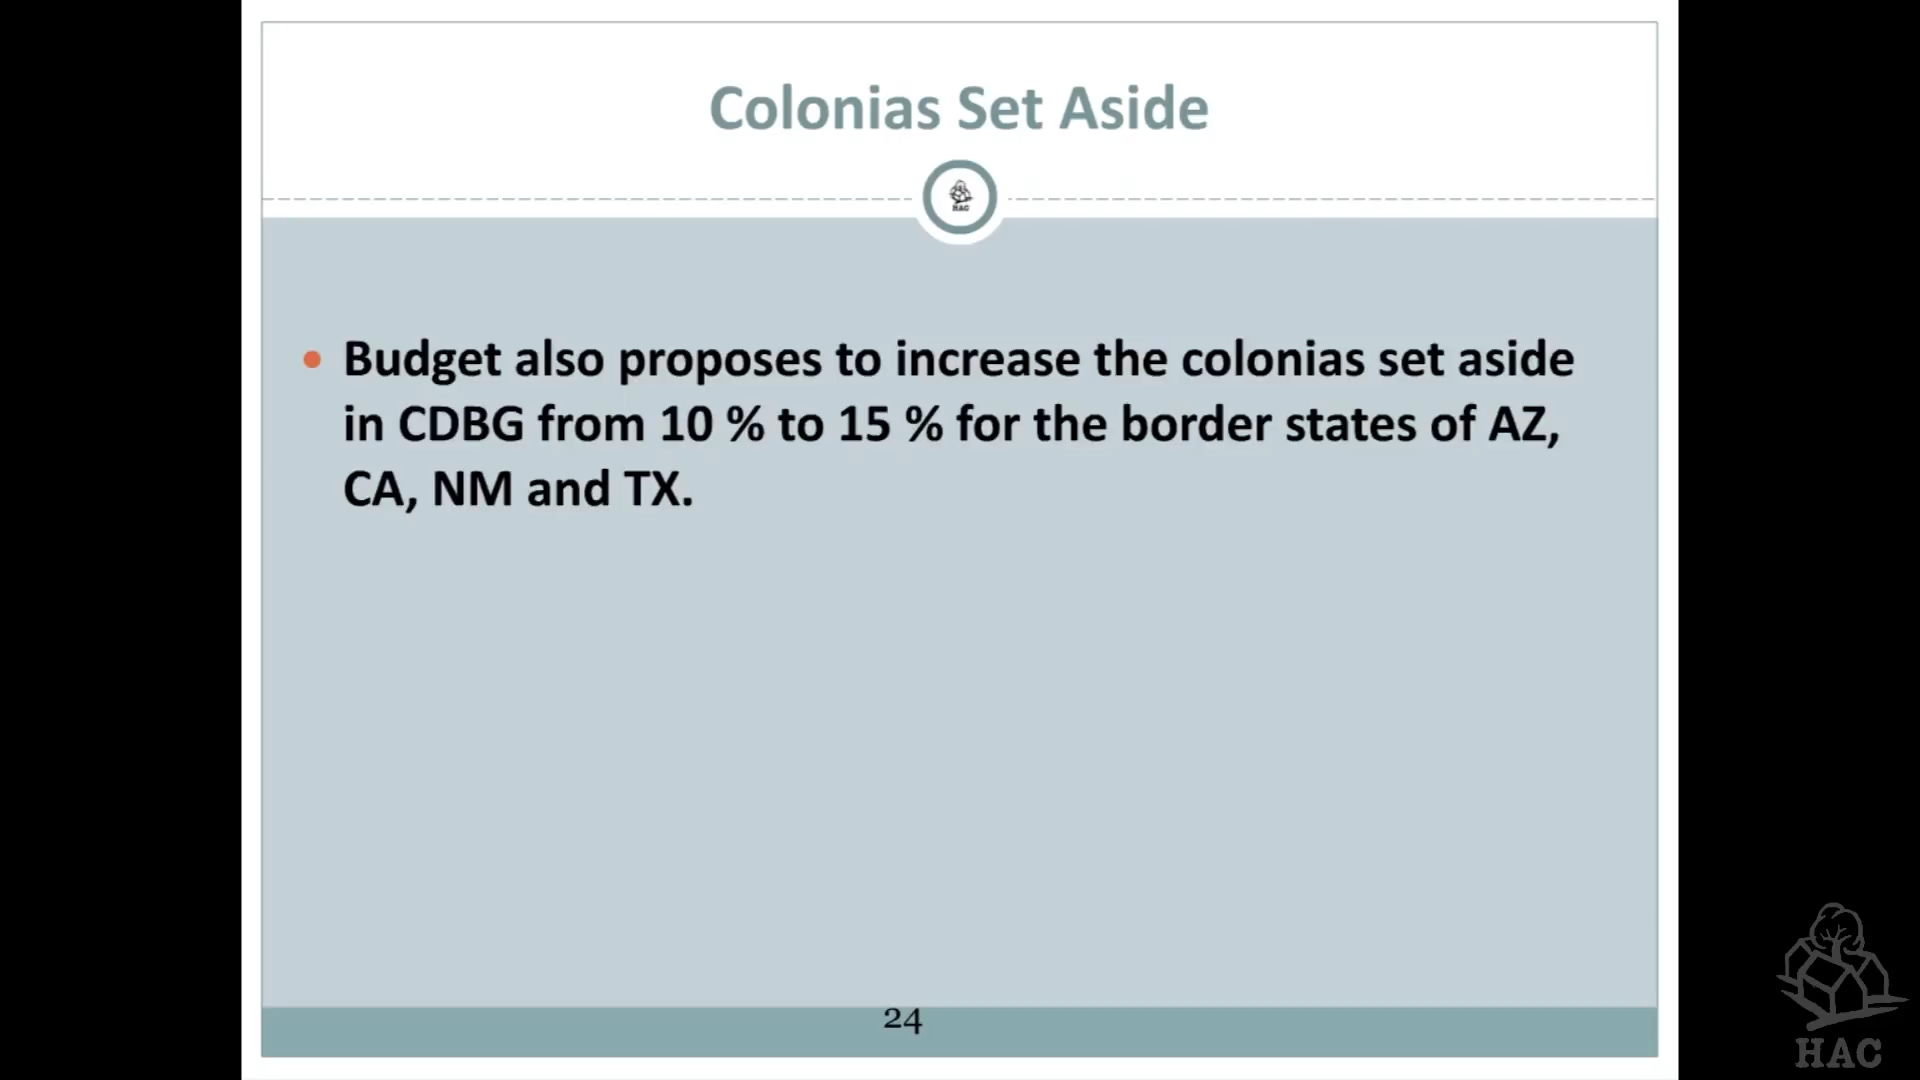 Colonias Set Aside
HAC
Budget also proposes to increase the colonias set aside
in CDBG from 10 % to 15 % for the border states of AZ,
CA, NM and TX.
24
HAC